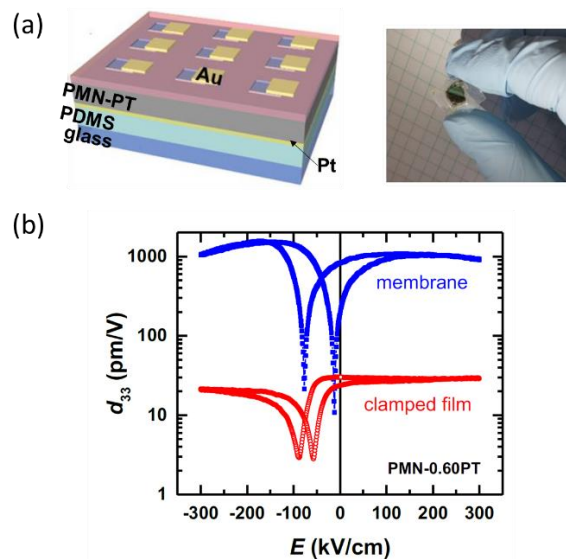 (a)
Au
PMN-PT
PDMS
glass
Pt
(b)
d₃₃ (pm/V)
1000
100
10
1
membrane
clamped film
PMN-0.60PT
-300 -200 -100 0 100 200 300
E (kV/cm)